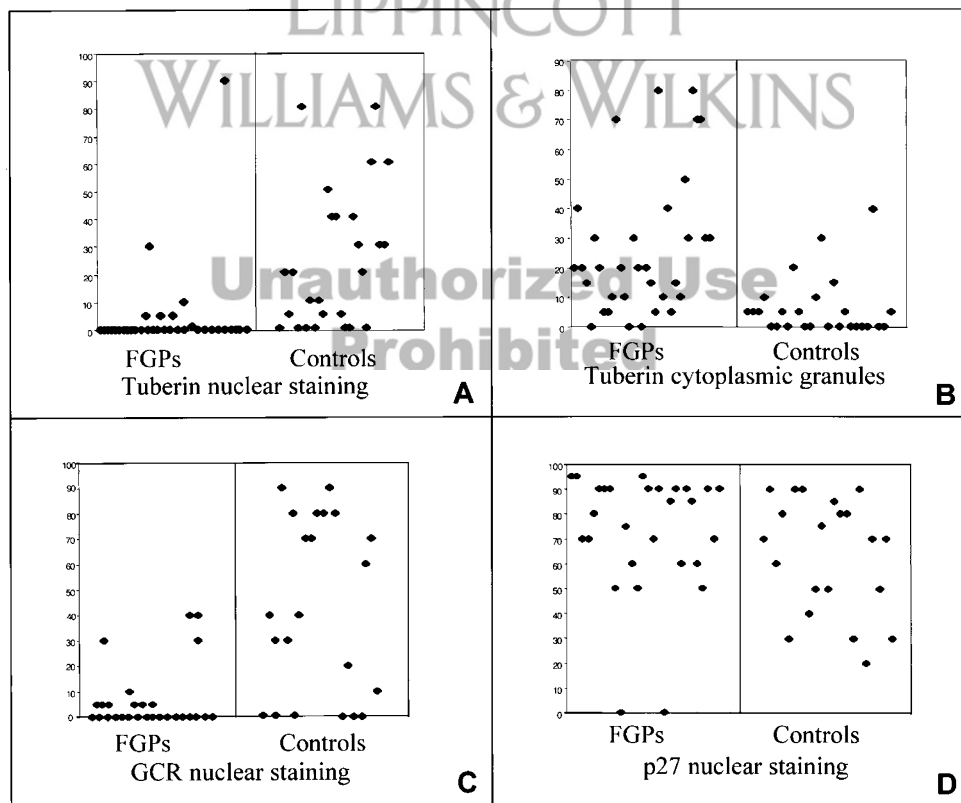 LIPPINCOTT
WILLIAMS & WILKINS
Unauthorized Use
Prohibited
100
90
80
70
60
50
40
30
20
10
0
FGPs Controls
Tuberin nuclear staining
A
90
80
70
60
50
40
30
20
10
0
FGPs Controls
Tuberin cytoplasmic granules
B
100
90
80
70
60
50
40
30
20
10
0
FGPs Controls
GCR nuclear staining
C
100
90
80
70
60
50
40
30
20
10
0
FGPs Controls
p27 nuclear staining
D